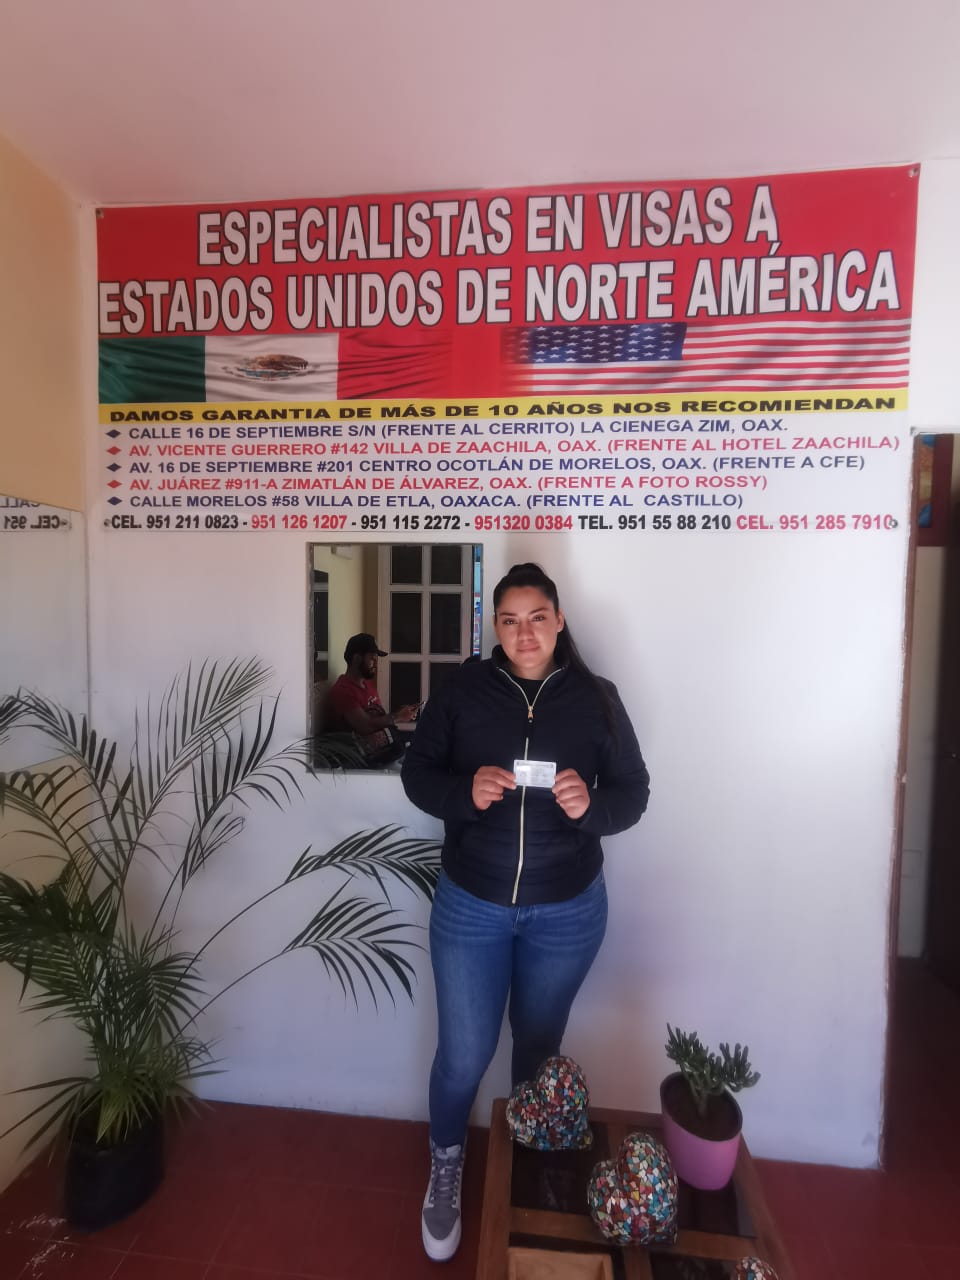 ESPECIALISTAS EN VISAS A
ESTADOS UNIDOS DE NORTE AMÉRICA
DAMOS GARANTIA DE MÁS DE 10 AÑOS NOS RECOMIENDAN
CALLE 16 DE SEPTIEMBRE S/N (FRENTE AL CERRITO) LA CIENEGA ZIM, OAX.
AV. VICENTE GUERRERO #142 VILLA DE ZAACHILA, OAX. (FRENTE AL HOTEL ZAACHILA)
AV. 16 DE SEPTIEMBRE #201 CENTRO OCOTLÁN DE MORELOS, OAX. (FRENTE A CFE)
AV. JUÁREZ #911-A ZIMATLÁN DE ÁLVAREZ, OAX. (FRENTE A FOTO ROSSY)
CALLE MORELOS #58 VILLA DE ETLA, OAXACA. (FRENTE AL CASTILLO)
CEL. 951 211 0823 - 951 126 1207 - 951 115 2272 - 951320 0384 TEL. 951 55 88 210 CEL. 951 285 7910
CALL
CEL. 951